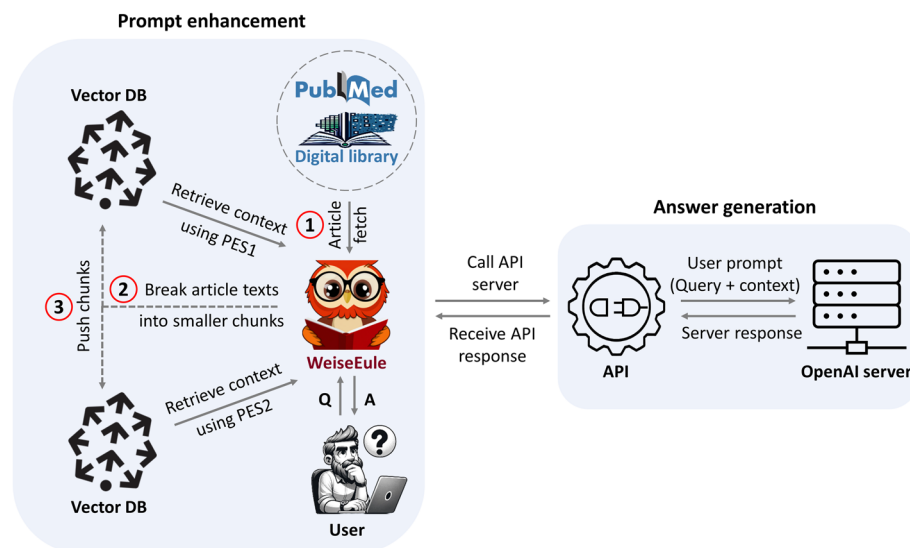 Prompt enhancement
Vector DB
PubMed
Digital library
Retrieve context
using PES1
1
Article
fetch
3
Push chunks
2
Break article texts
into smaller chunks
WeiseEule
Retrieve context
using PES2
Vector DB
Q
A
?
User
Answer generation
Call API
server
Receive API
response
API
User prompt
(Query + context)
Server response
OpenAI server